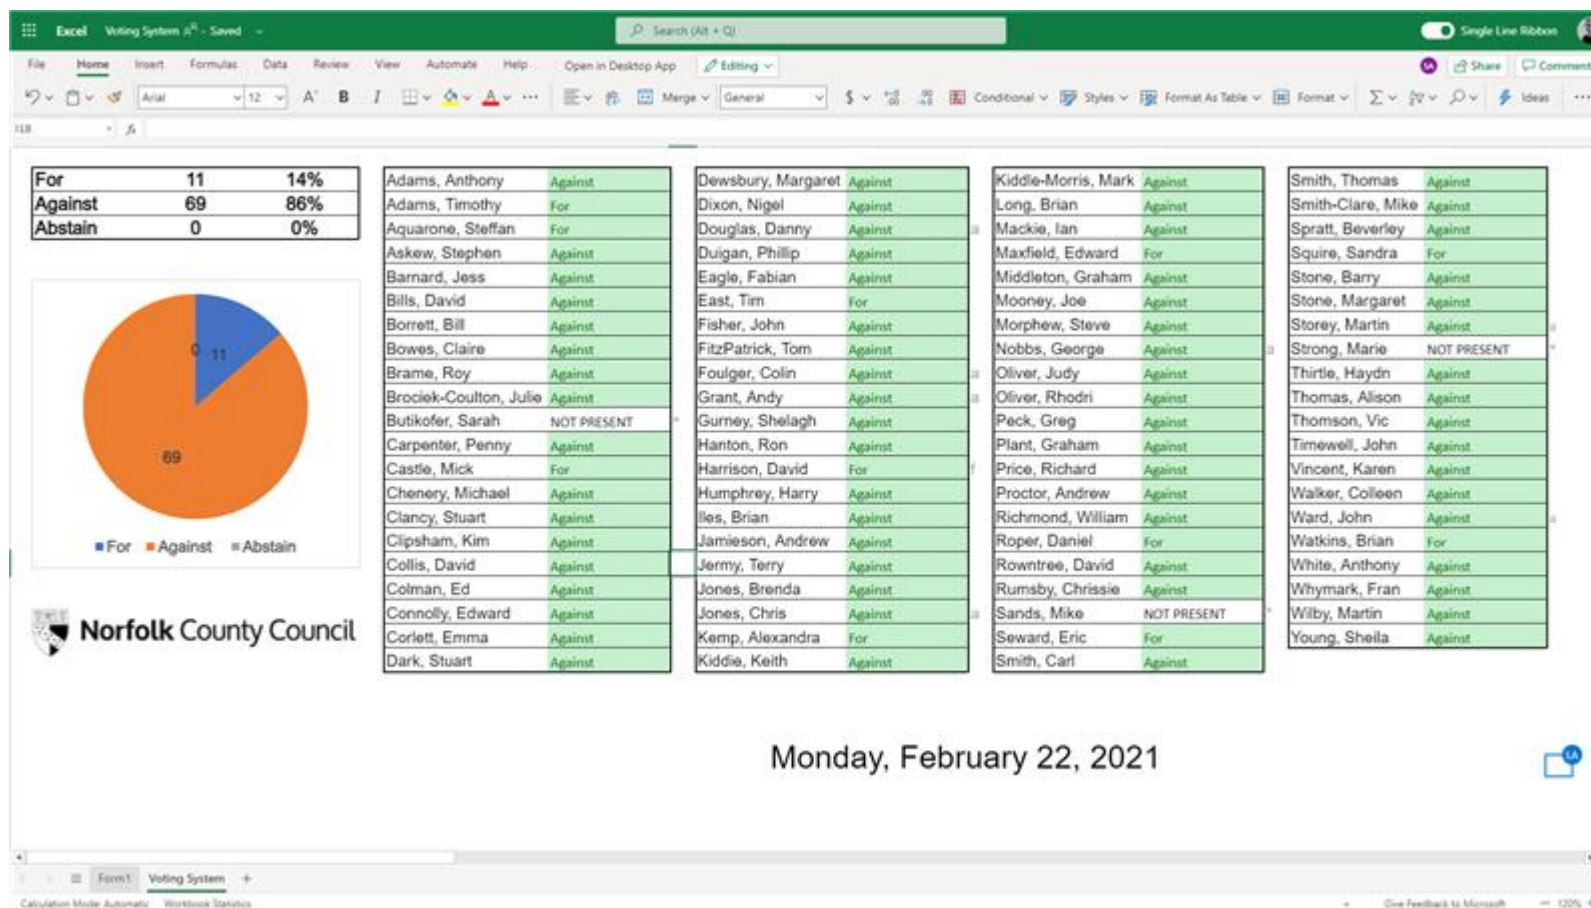 Excel Voting System - Saved
Search (Alt + Q)
Single Line Ribbon
File Home Insert Formulas Data Review View Automate Help Open in Desktop App Editing
SA Share Comment
Arial 12 A^ B I A ... Merge General $ Conditional Styles Format As Table Format Σ Ideas ...
fx
For 11 14%
Against 69 86%
Abstain 0 0%
0 11
69
For Against Abstain
Norfolk County Council
Adams, Anthony Against
Adams, Timothy For
Aquarone, Steffan For
Askew, Stephen Against
Barnard, Jess Against
Bills, David Against
Borrett, Bill Against
Bowes, Claire Against
Brame, Roy Against
Brociek-Coulton, Julie Against
Butikofer, Sarah NOT PRESENT
Carpenter, Penny Against
Castle, Mick For
Chenery, Michael Against
Clancy, Stuart Against
Clipsham, Kim Against
Collis, David Against
Colman, Ed Against
Connolly, Edward Against
Corlett, Emma Against
Dark, Stuart Against
Dewsbury, Margaret Against
Dixon, Nigel Against
Douglas, Danny Against
Duigan, Phillip Against
Eagle, Fabian Against
East, Tim For
Fisher, John Against
FitzPatrick, Tom Against
Foulger, Colin Against
Grant, Andy Against
Gurney, Shelagh Against
Hanton, Ron Against
Harrison, David For
Humphrey, Harry Against
Iles, Brian Against
Jamieson, Andrew Against
Jermy, Terry Against
Jones, Brenda Against
Jones, Chris Against
Kemp, Alexandra For
Kiddie, Keith Against
Kiddle-Morris, Mark Against
Long, Brian Against
Mackie, Ian Against
Maxfield, Edward For
Middleton, Graham Against
Mooney, Joe Against
Morphew, Steve Against
Nobbs, George Against
Oliver, Judy Against
Oliver, Rhodri Against
Peck, Greg Against
Plant, Graham Against
Price, Richard Against
Proctor, Andrew Against
Richmond, William Against
Roper, Daniel For
Rowntree, David Against
Rumsby, Chrissie Against
Sands, Mike NOT PRESENT
Seward, Eric For
Smith, Carl Against
Smith, Thomas Against
Smith-Clare, Mike Against
Spratt, Beverley Against
Squire, Sandra For
Stone, Barry Against
Stone, Margaret Against
Storey, Martin Against
Strong, Marie NOT PRESENT
Thirtle, Haydn Against
Thomas, Alison Against
Thomson, Vic Against
Timewell, John Against
Vincent, Karen Against
Walker, Colleen Against
Ward, John Against
Watkins, Brian For
White, Anthony Against
Whymark, Fran Against
Wilby, Martin Against
Young, Sheila Against
Monday, February 22, 2021
LA
Form1 Voting System +
Calculation Mode: Automatic Workbook Statistics
Give Feedback to Microsoft 120%